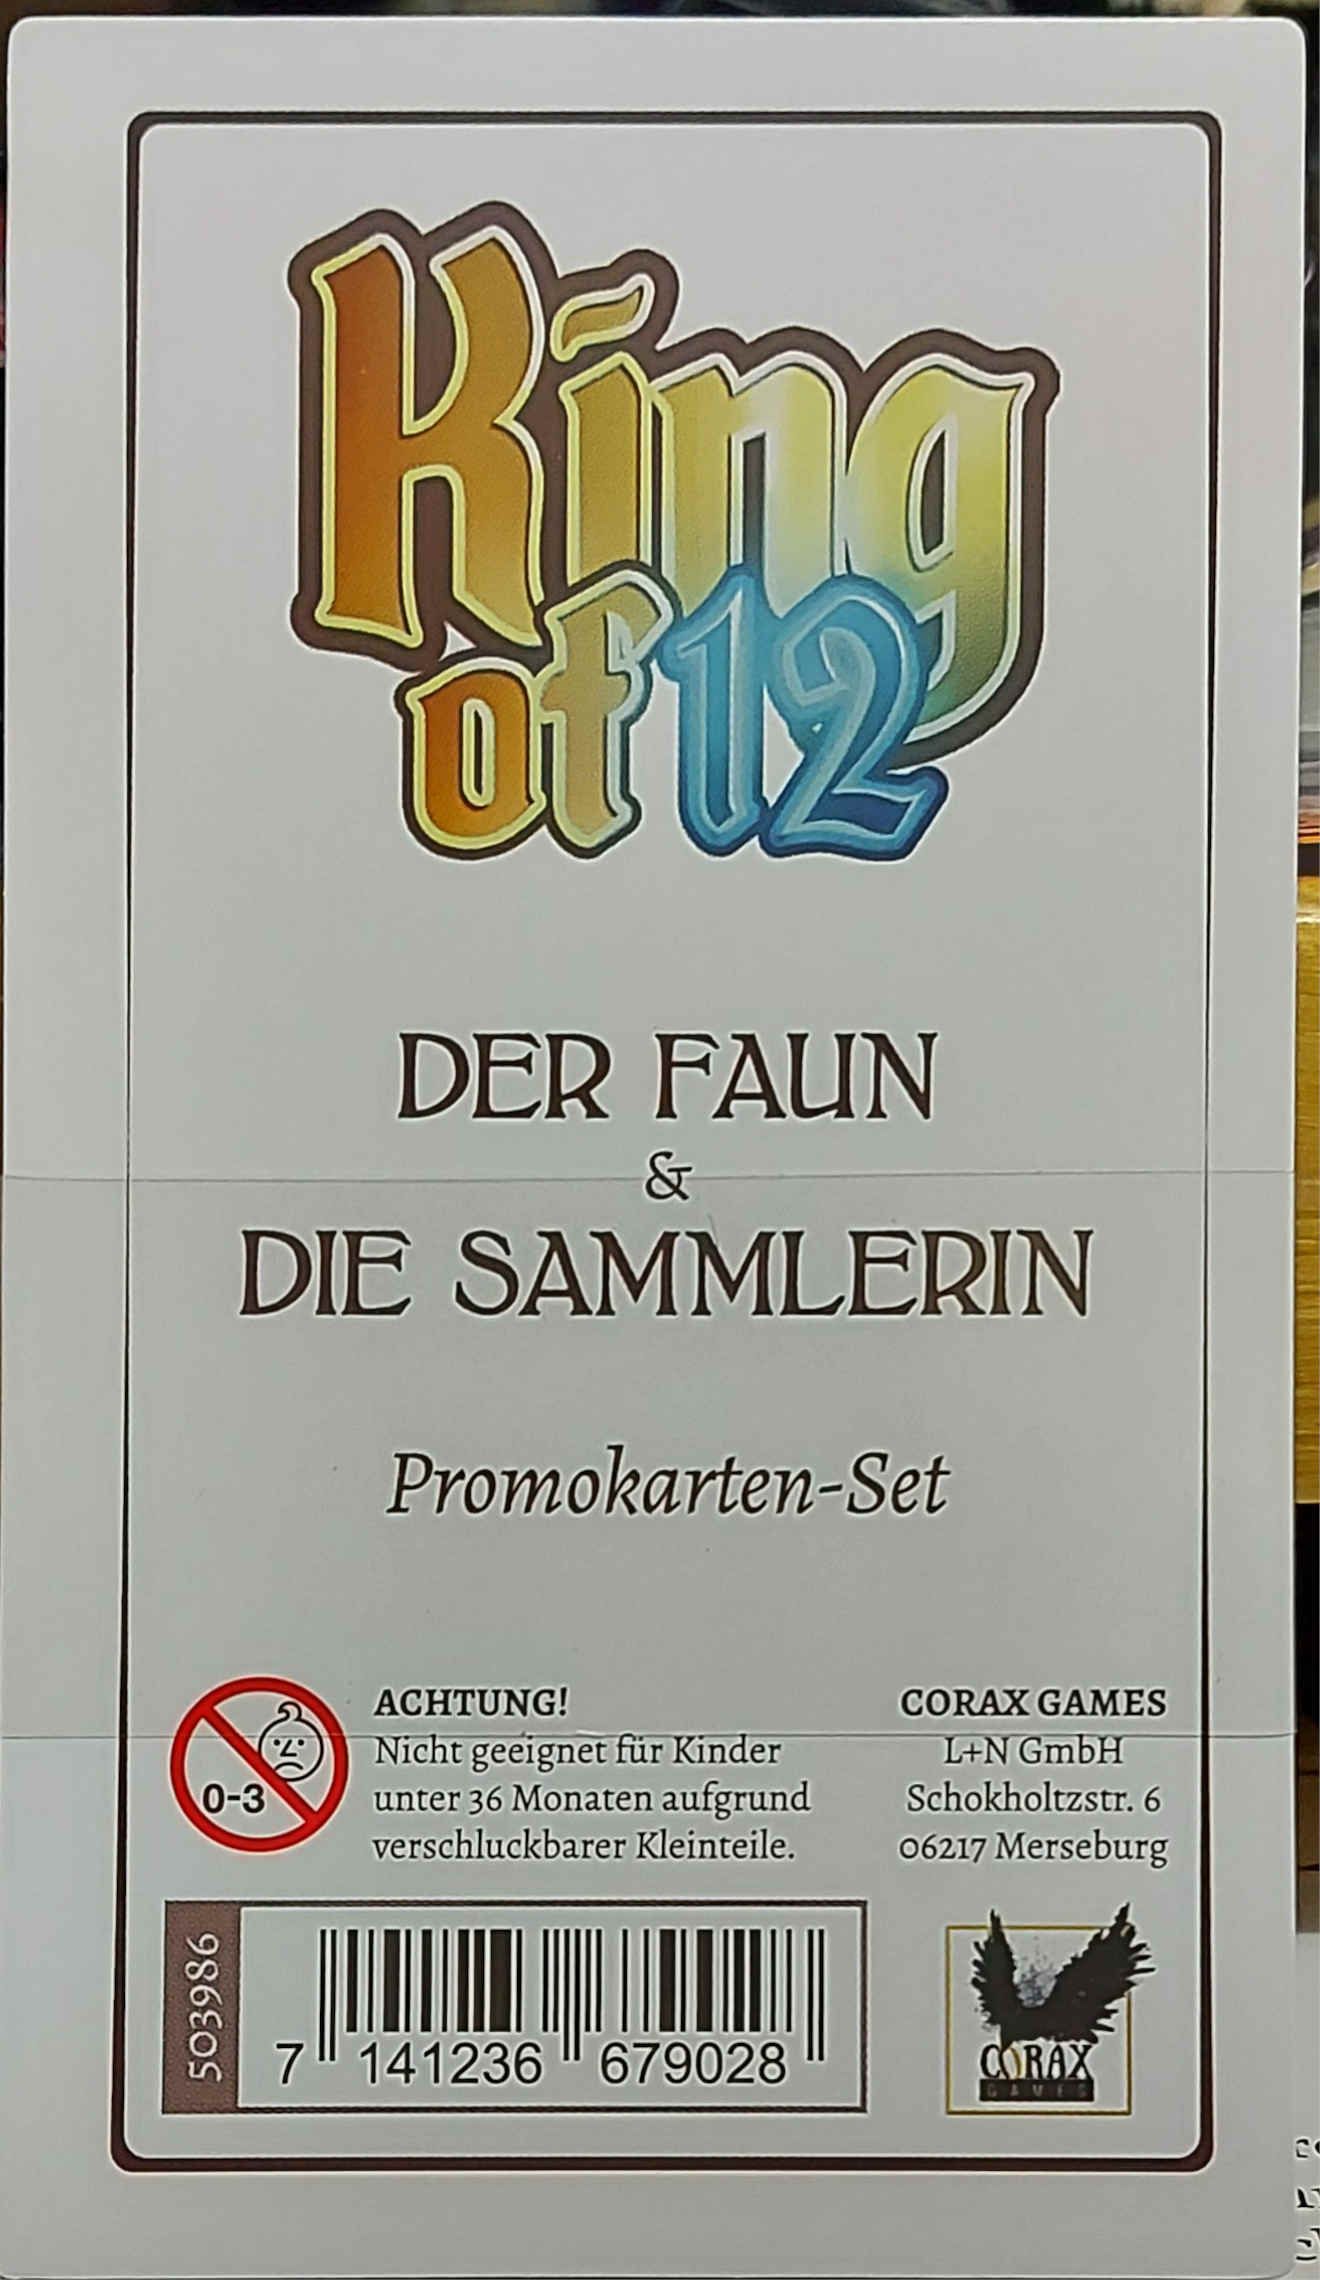 King
of 12
DER FAUN
&
DIE SAMMLERIN
Promokarten-Set
0-3
ACHTUNG!
Nicht geeignet für Kinder
unter 36 Monaten aufgrund
verschluckbarer Kleinteile.
CORAX GAMES
L+N GmbH
Schokholtzstr. 6
06217 Merseburg
503986
7 141236 679028
CORAX
GAMES